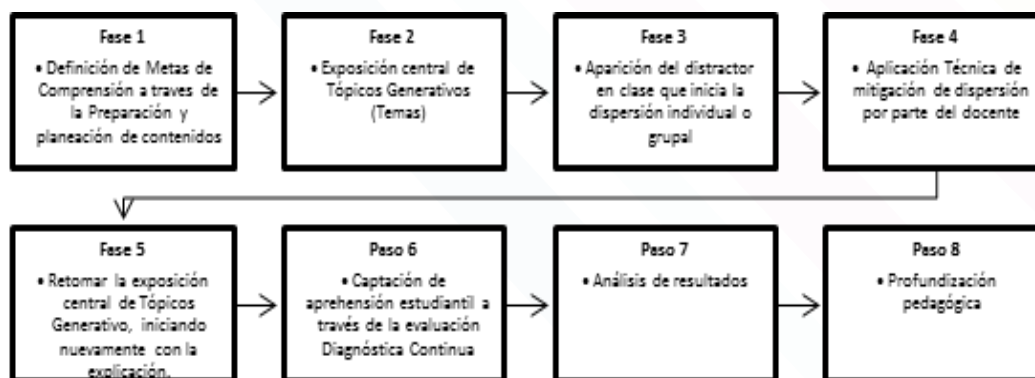 Fase 1
• Definición de Metas de
Comprensión a traves de
la Preparación y
planeación de contenidos
Fase 2
• Exposición central de
Tópicos Generativos
(Temas)
Fase 3
• Aparición del distractor
en clase que inicia la
dispersión individual o
grupal
Fase 4
• Aplicación Técnica de
mitigación de dispersión
por parte del docente
Fase 5
• Retomar la exposición
central de Tópicos
Generativo, iniciando
nuevamente con la
explicación.
Paso 6
• Captación de
aprehensión estudiantil a
través de la evaluación
Diagnóstica Continua
Paso 7
• Análisis de resultados
Paso 8
• Profundización
pedagógica